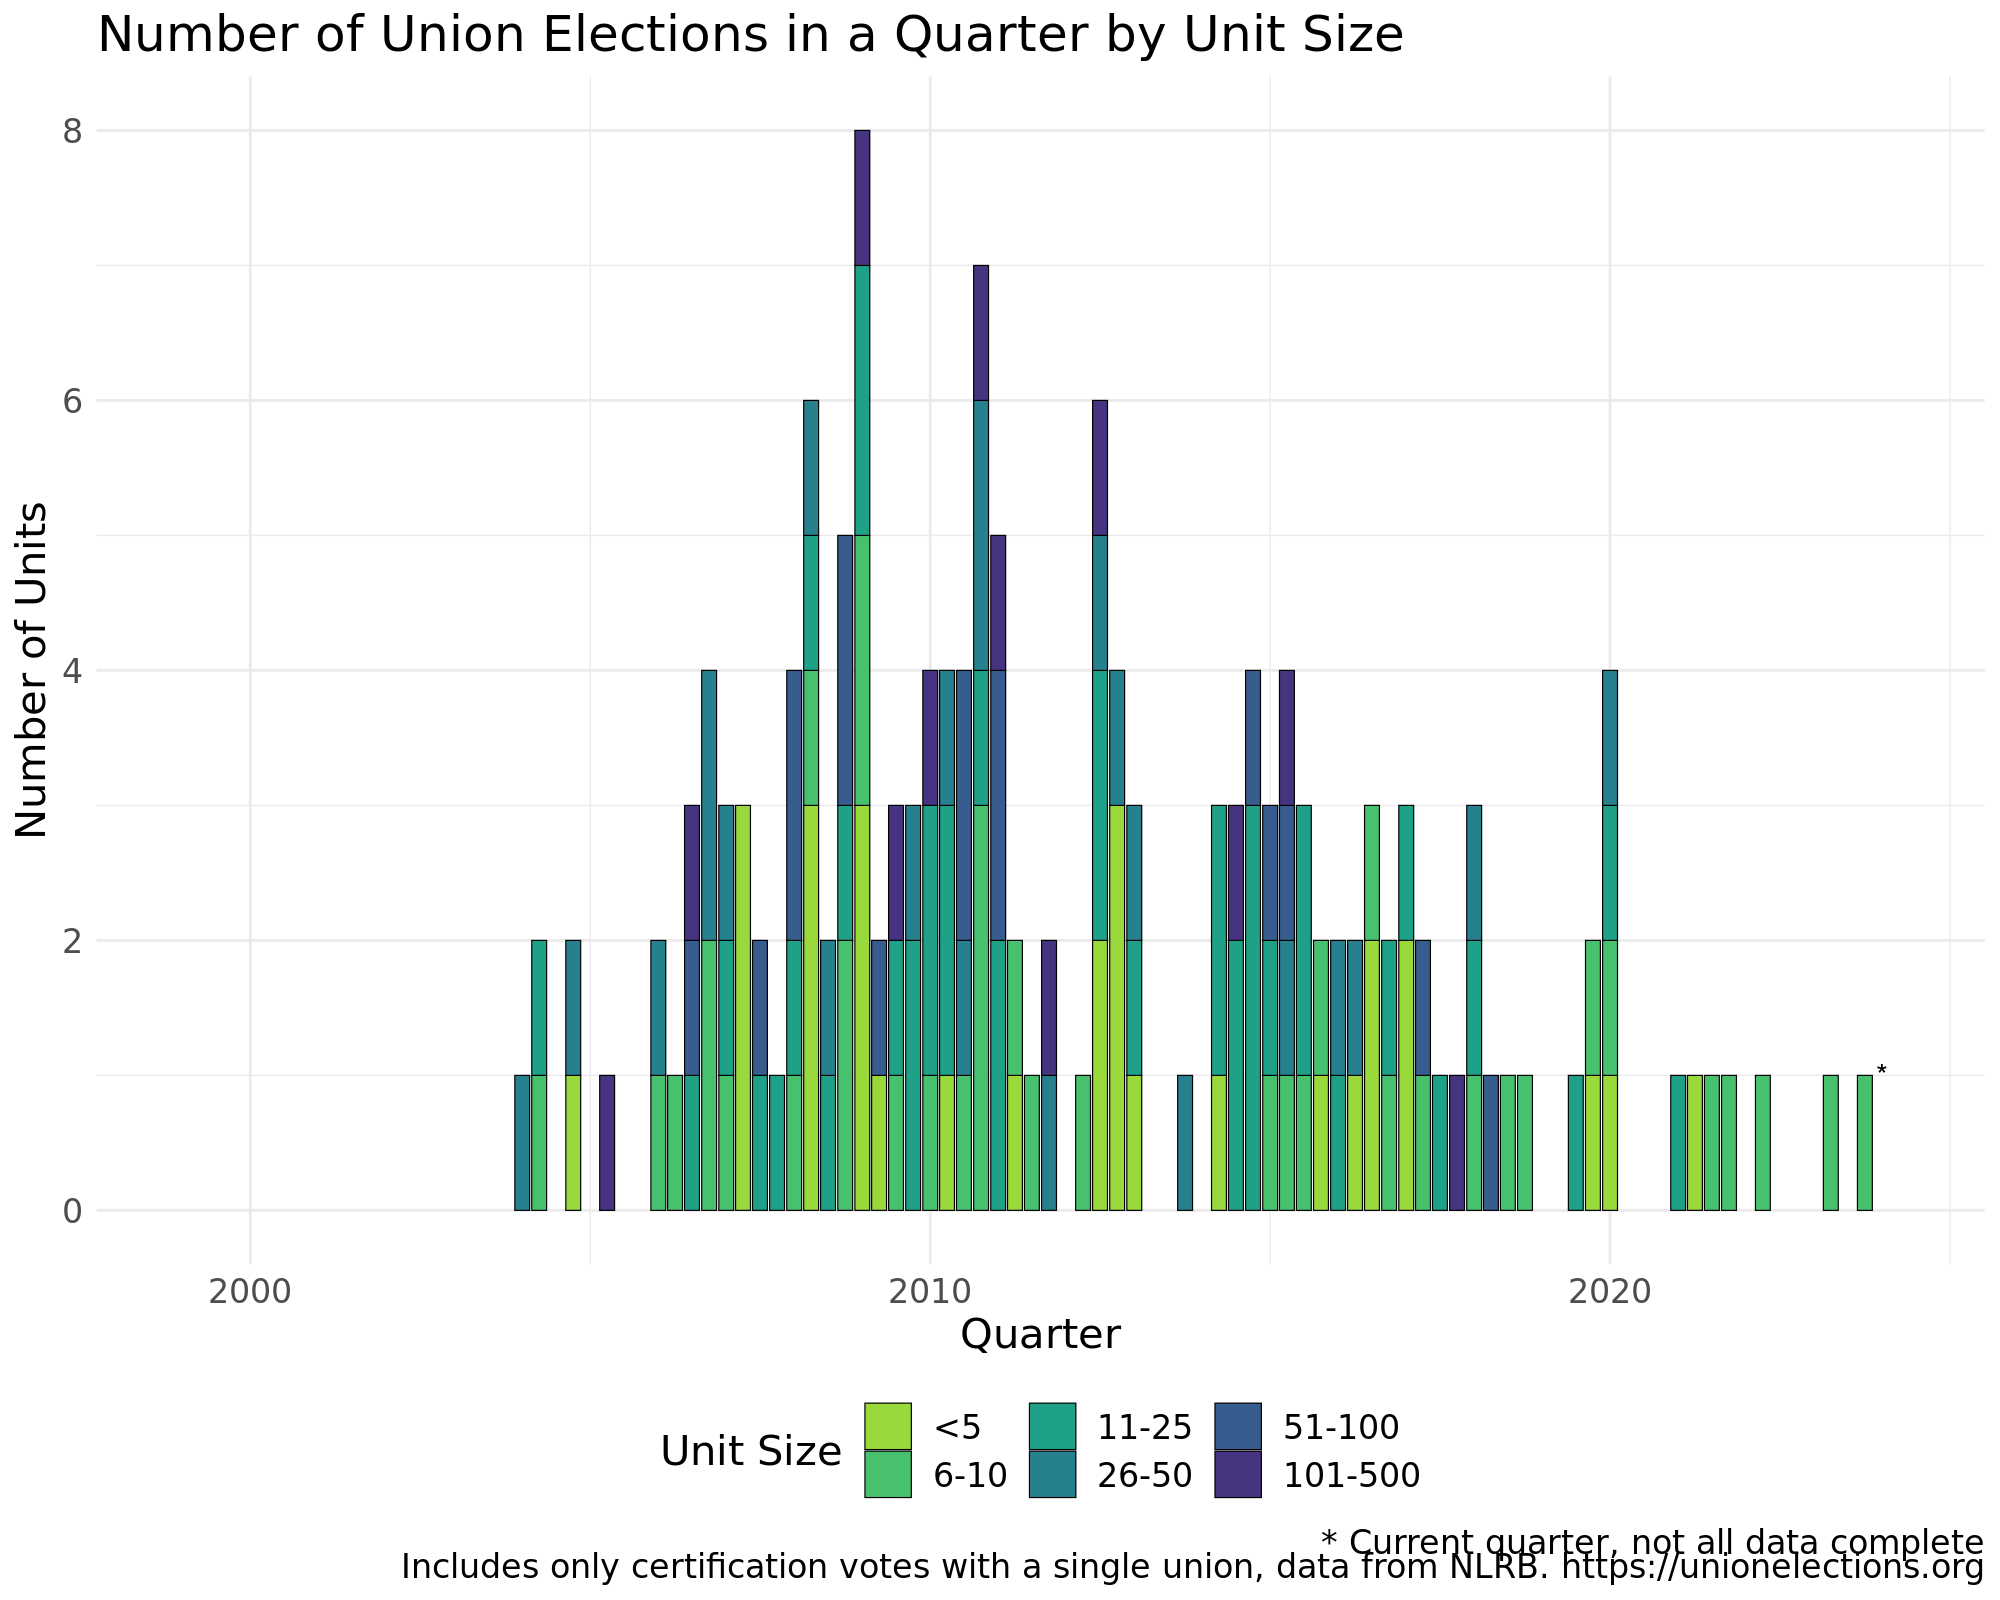 Number of Union Elections in a Quarter by Unit Size
8
6
4
2
0
Number of Units
*
2000 2010 2020
Quarter
Unit Size
<5 11-25 51-100
6-10 26-50 101-500
* Current quarter, not all data complete
Includes only certification votes with a single union, data from NLRB. https://unionelections.org